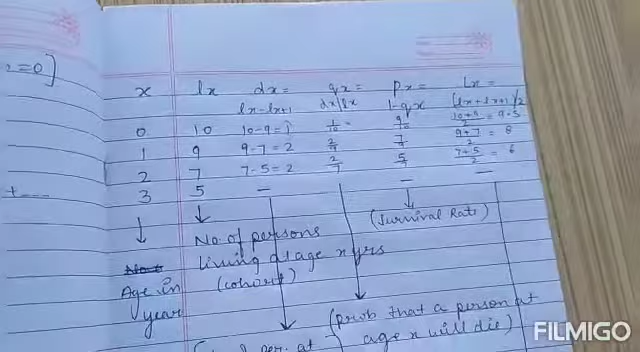 x=0]
x lx dx= qx= px= Lx=
lx-lx+1 dx/lx 1-qx (lx+lx+1)/2
0 10 10-9=1 1/10 9/10 10+9/2 = 9.5
1 9 9-7=2 2/9 7/9 9+7/2 = 8
2 7 7-5=2 2/7 5/7 7+5/2 = 6
+---- 3 5 - - -
No. of persons (Survival Rate)
living at age x yrs
Age in (cohort)
year
(prob that a person at
per. at age x will die)
FILMIGO